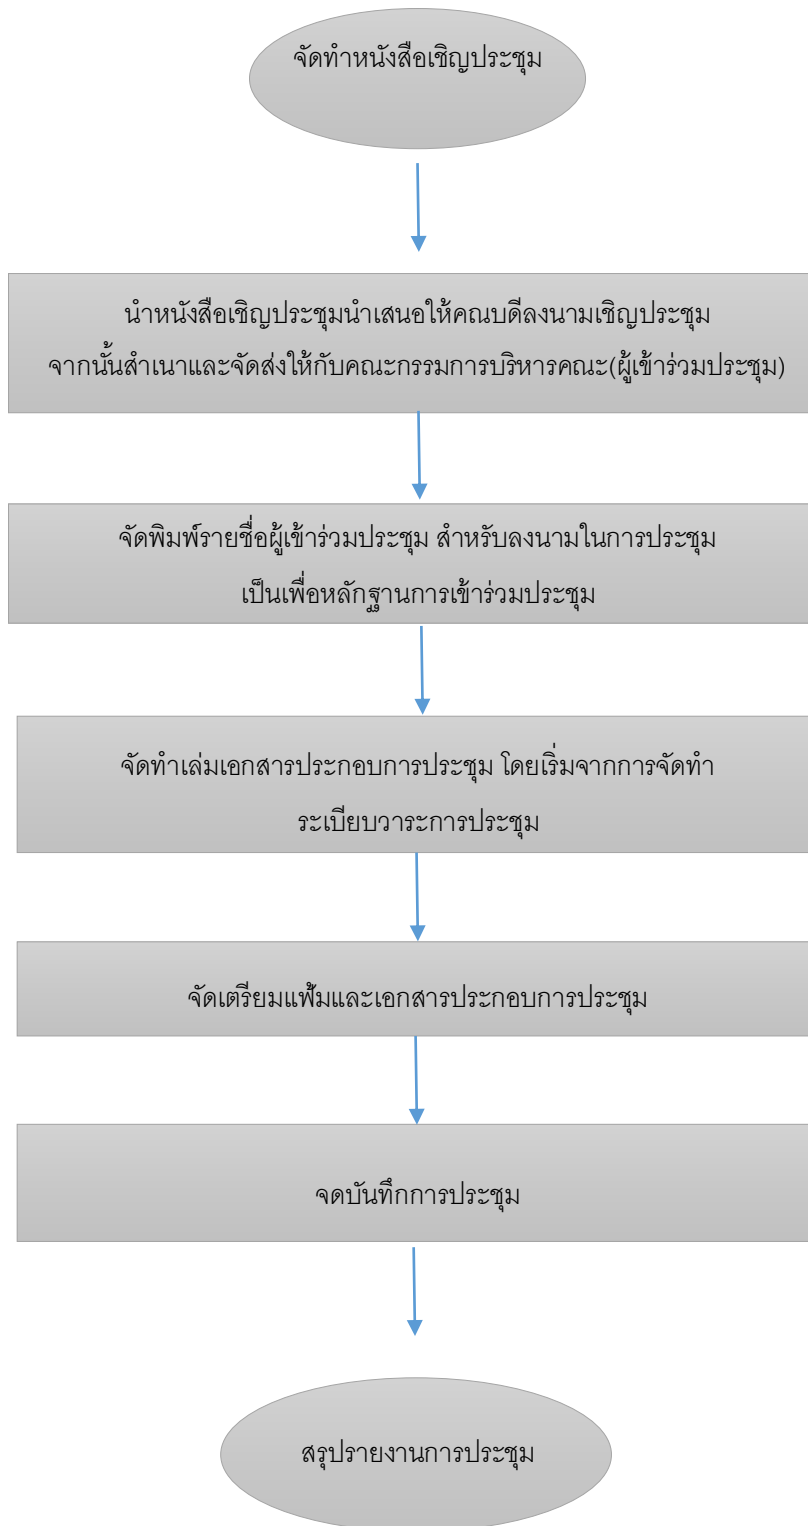 จัดทำหนังสือเชิญประชุม
นำหนังสือเชิญประชุมนำเสนอให้คณบดีลงนามเชิญประชุม
จากนั้นสำเนาและจัดส่งให้กับคณะกรรมการบริหารคณะ(ผู้เข้าร่วมประชุม)
จัดพิมพ์รายชื่อผู้เข้าร่วมประชุม สำหรับลงนามในการประชุม
เป็นเพื่อหลักฐานการเข้าร่วมประชุม
จัดทำเล่มเอกสารประกอบการประชุม โดยเริ่มจากการจัดทำ
ระเบียบวาระการประชุม
จัดเตรียมแฟ้มและเอกสารประกอบการประชุม
จดบันทึกการประชุม
สรุปรายงานการประชุม